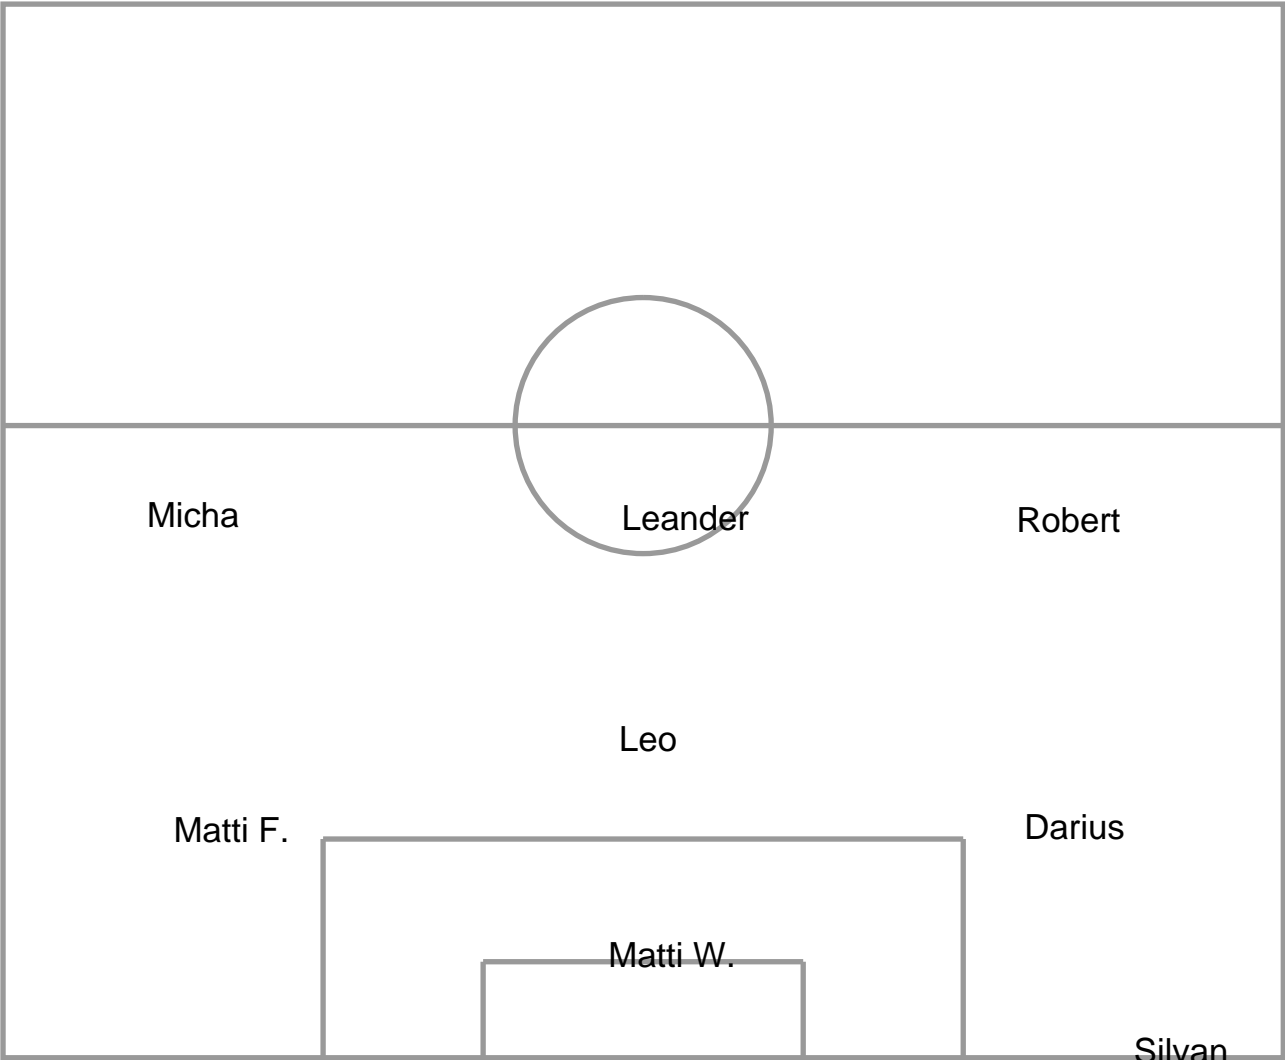 Micha
Leander
Robert
Leo
Matti F.
Darius
Matti W.
Silvan